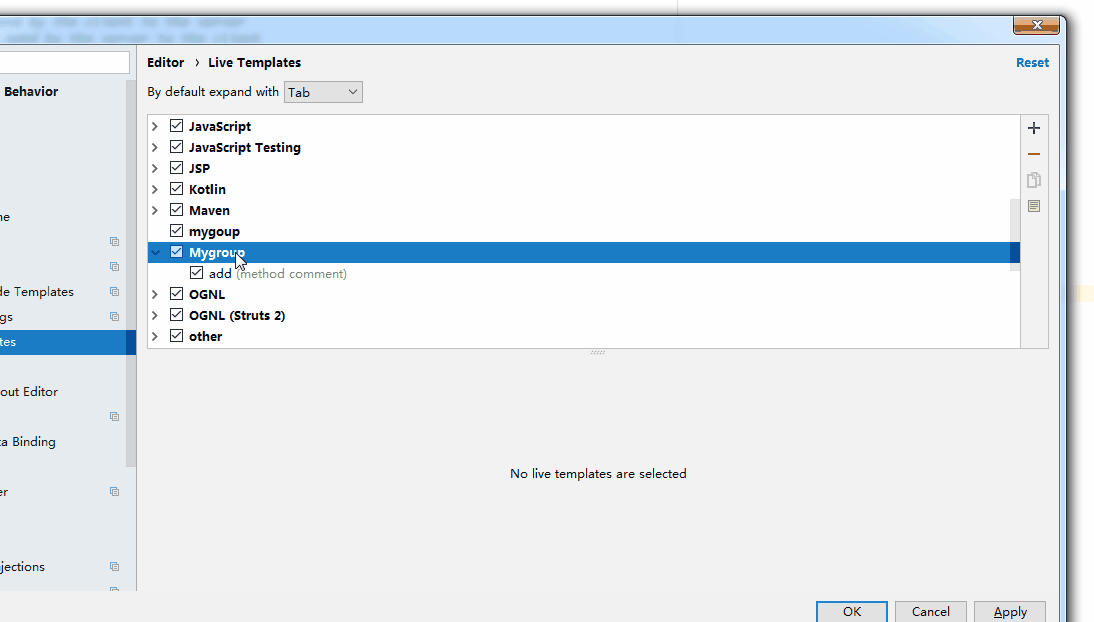 Editor › Live Templates
Reset
Behavior
By default expand with Tab
JavaScript
JavaScript Testing
JSP
Kotlin
Maven
mygoup
Mygroup
add (method comment)
OGNL
OGNL (Struts 2)
other
ne
de Templates
gs
tes
out Editor
ta Binding
er
jections
No live templates are selected
OK
Cancel
Apply